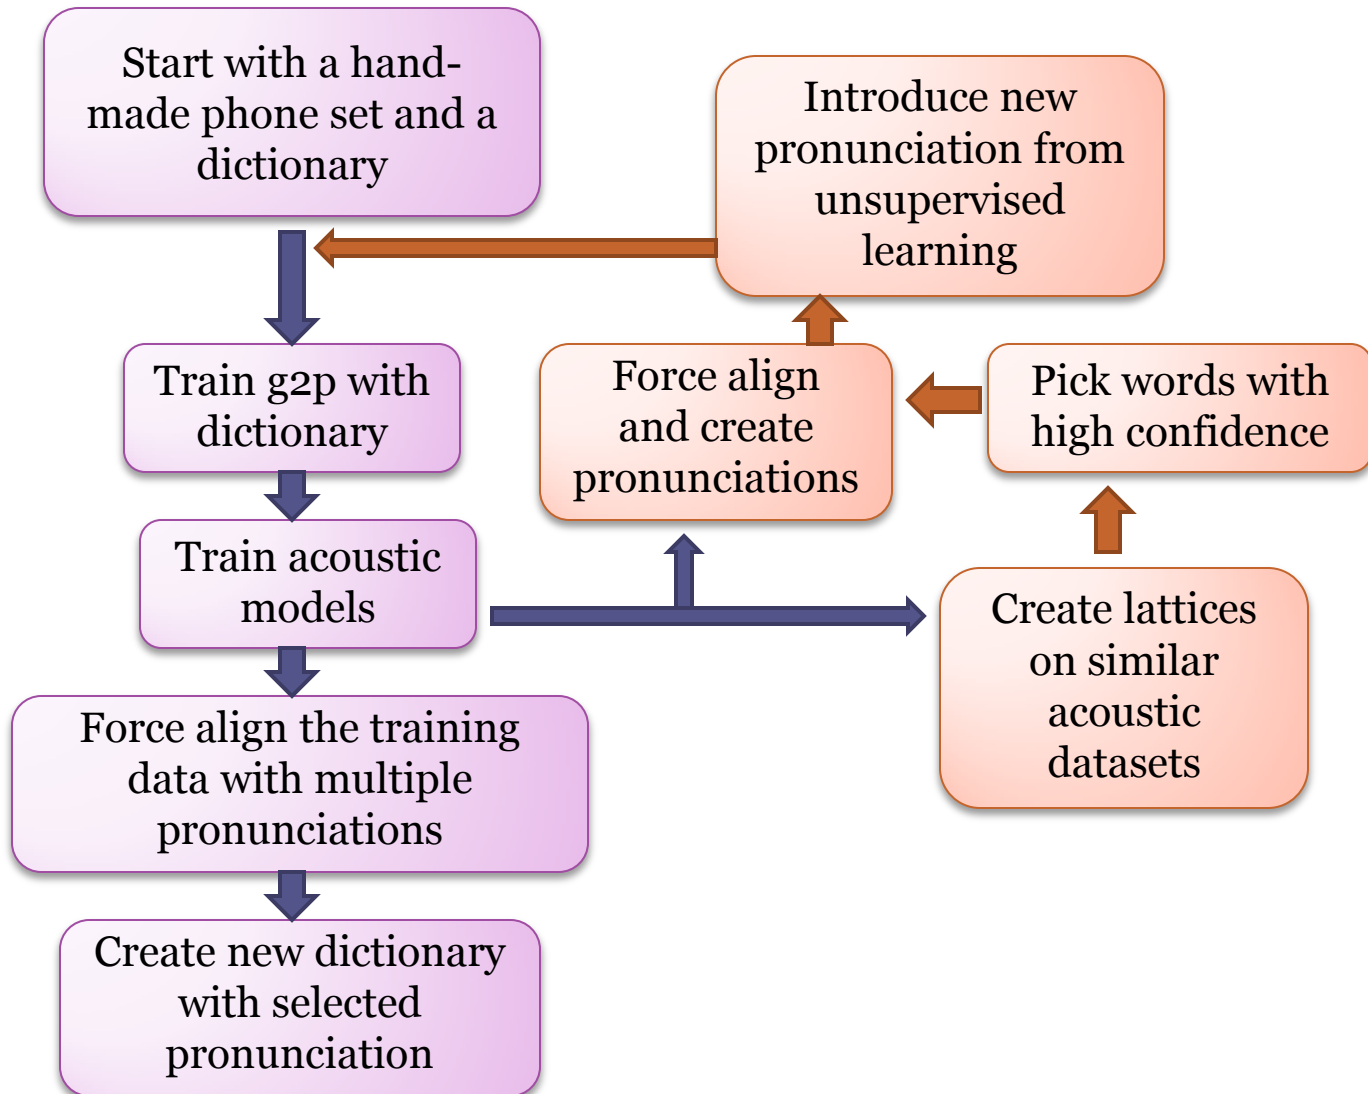 Start with a hand-
made phone set and a
dictionary
Introduce new
pronunciation from
unsupervised
learning
Train g2p with
dictionary
Force align
and create
pronunciations
Pick words with
high confidence
Train acoustic
models
Create lattices
on similar
acoustic
datasets
Force align the training
data with multiple
pronunciations
Create new dictionary
with selected
pronunciation